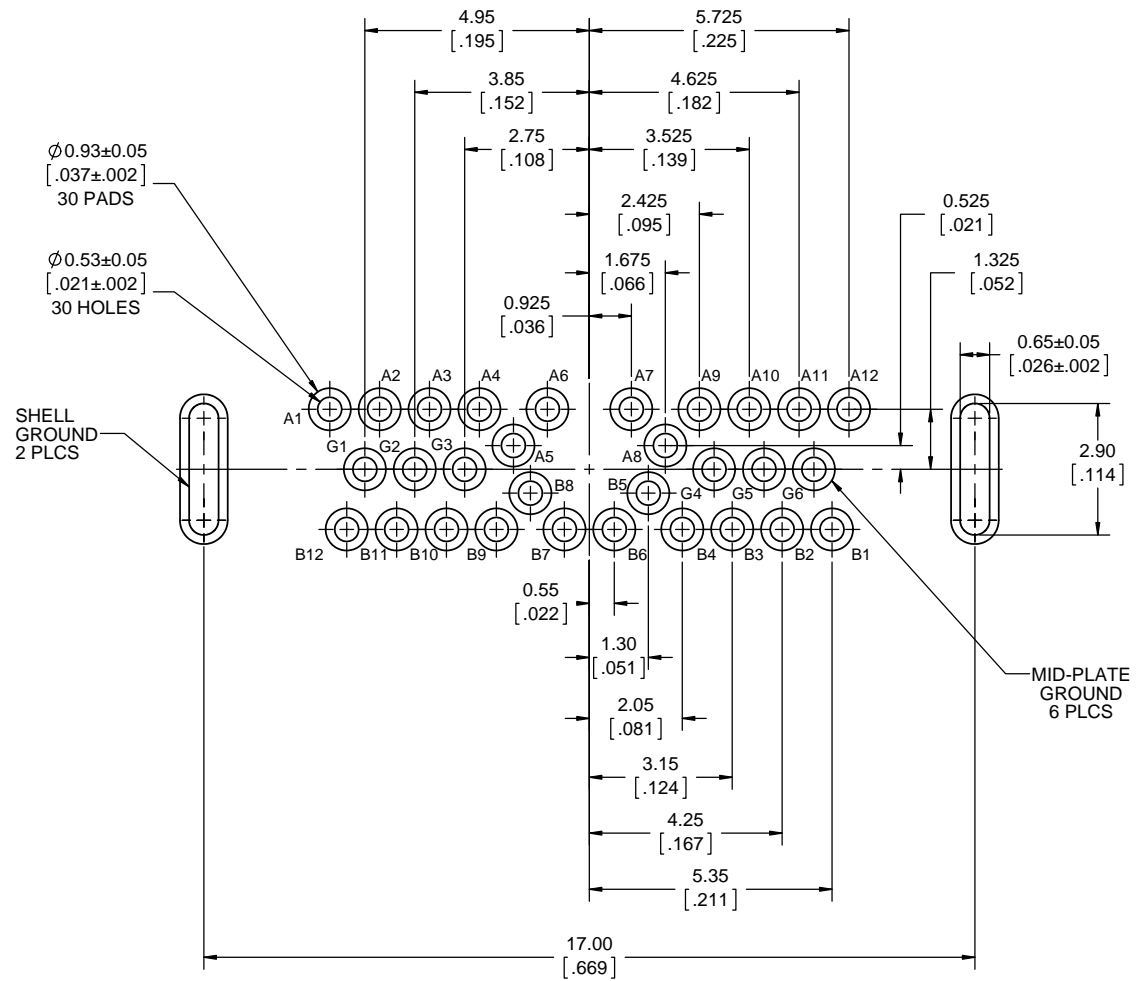 4.95
[.195]
5.725
[.225]
3.85
[.152]
4.625
[.182]
2.75
[.108]
3.525
[.139]
Ø0.93±0.05
[.037±.002]
30 PADS
2.425
[.095]
0.525
[.021]
Ø0.53±0.05
[.021±.002]
30 HOLES
1.675
[.066]
1.325
[.052]
0.925
[.036]
0.65±0.05
[.026±.002]
A2 A3 A4 A6 A7 A9 A10 A11 A12
A1
SHELL
GROUND
2 PLCS
G1 G2 G3
A5 A8
2.90
[.114]
B8 B5 G4 G5 G6
B12 B11 B10 B9 B7 B6 B4 B3 B2 B1
0.55
[.022]
1.30
[.051]
MID-PLATE
GROUND
6 PLCS
2.05
[.081]
3.15
[.124]
4.25
[.167]
5.35
[.211]
17.00
[.669]